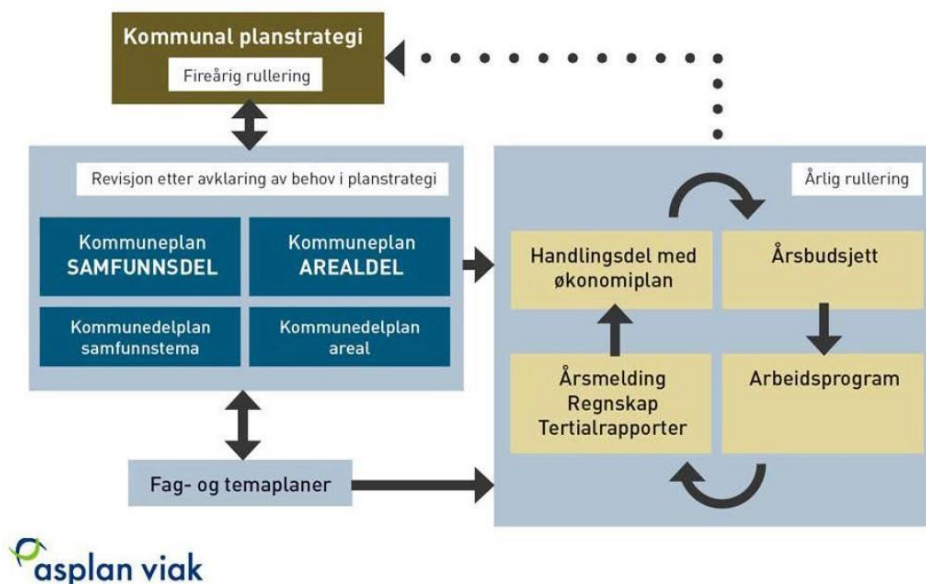 Kommunal planstrategi
Fireårig rullering
Revisjon etter avklaring av behov i planstrategi
Kommuneplan
SAMFUNNSDEL
Kommuneplan
AREALDEL
Kommunedelplan
samfunnstema
Kommunedelplan
areal
Fag- og temaplaner
Årlig rullering
Handlingsdel med
økonomiplan
Årsbudsjett
Årsmelding
Regnskap
Tertialrapporter
Arbeidsprogram
asplan viak